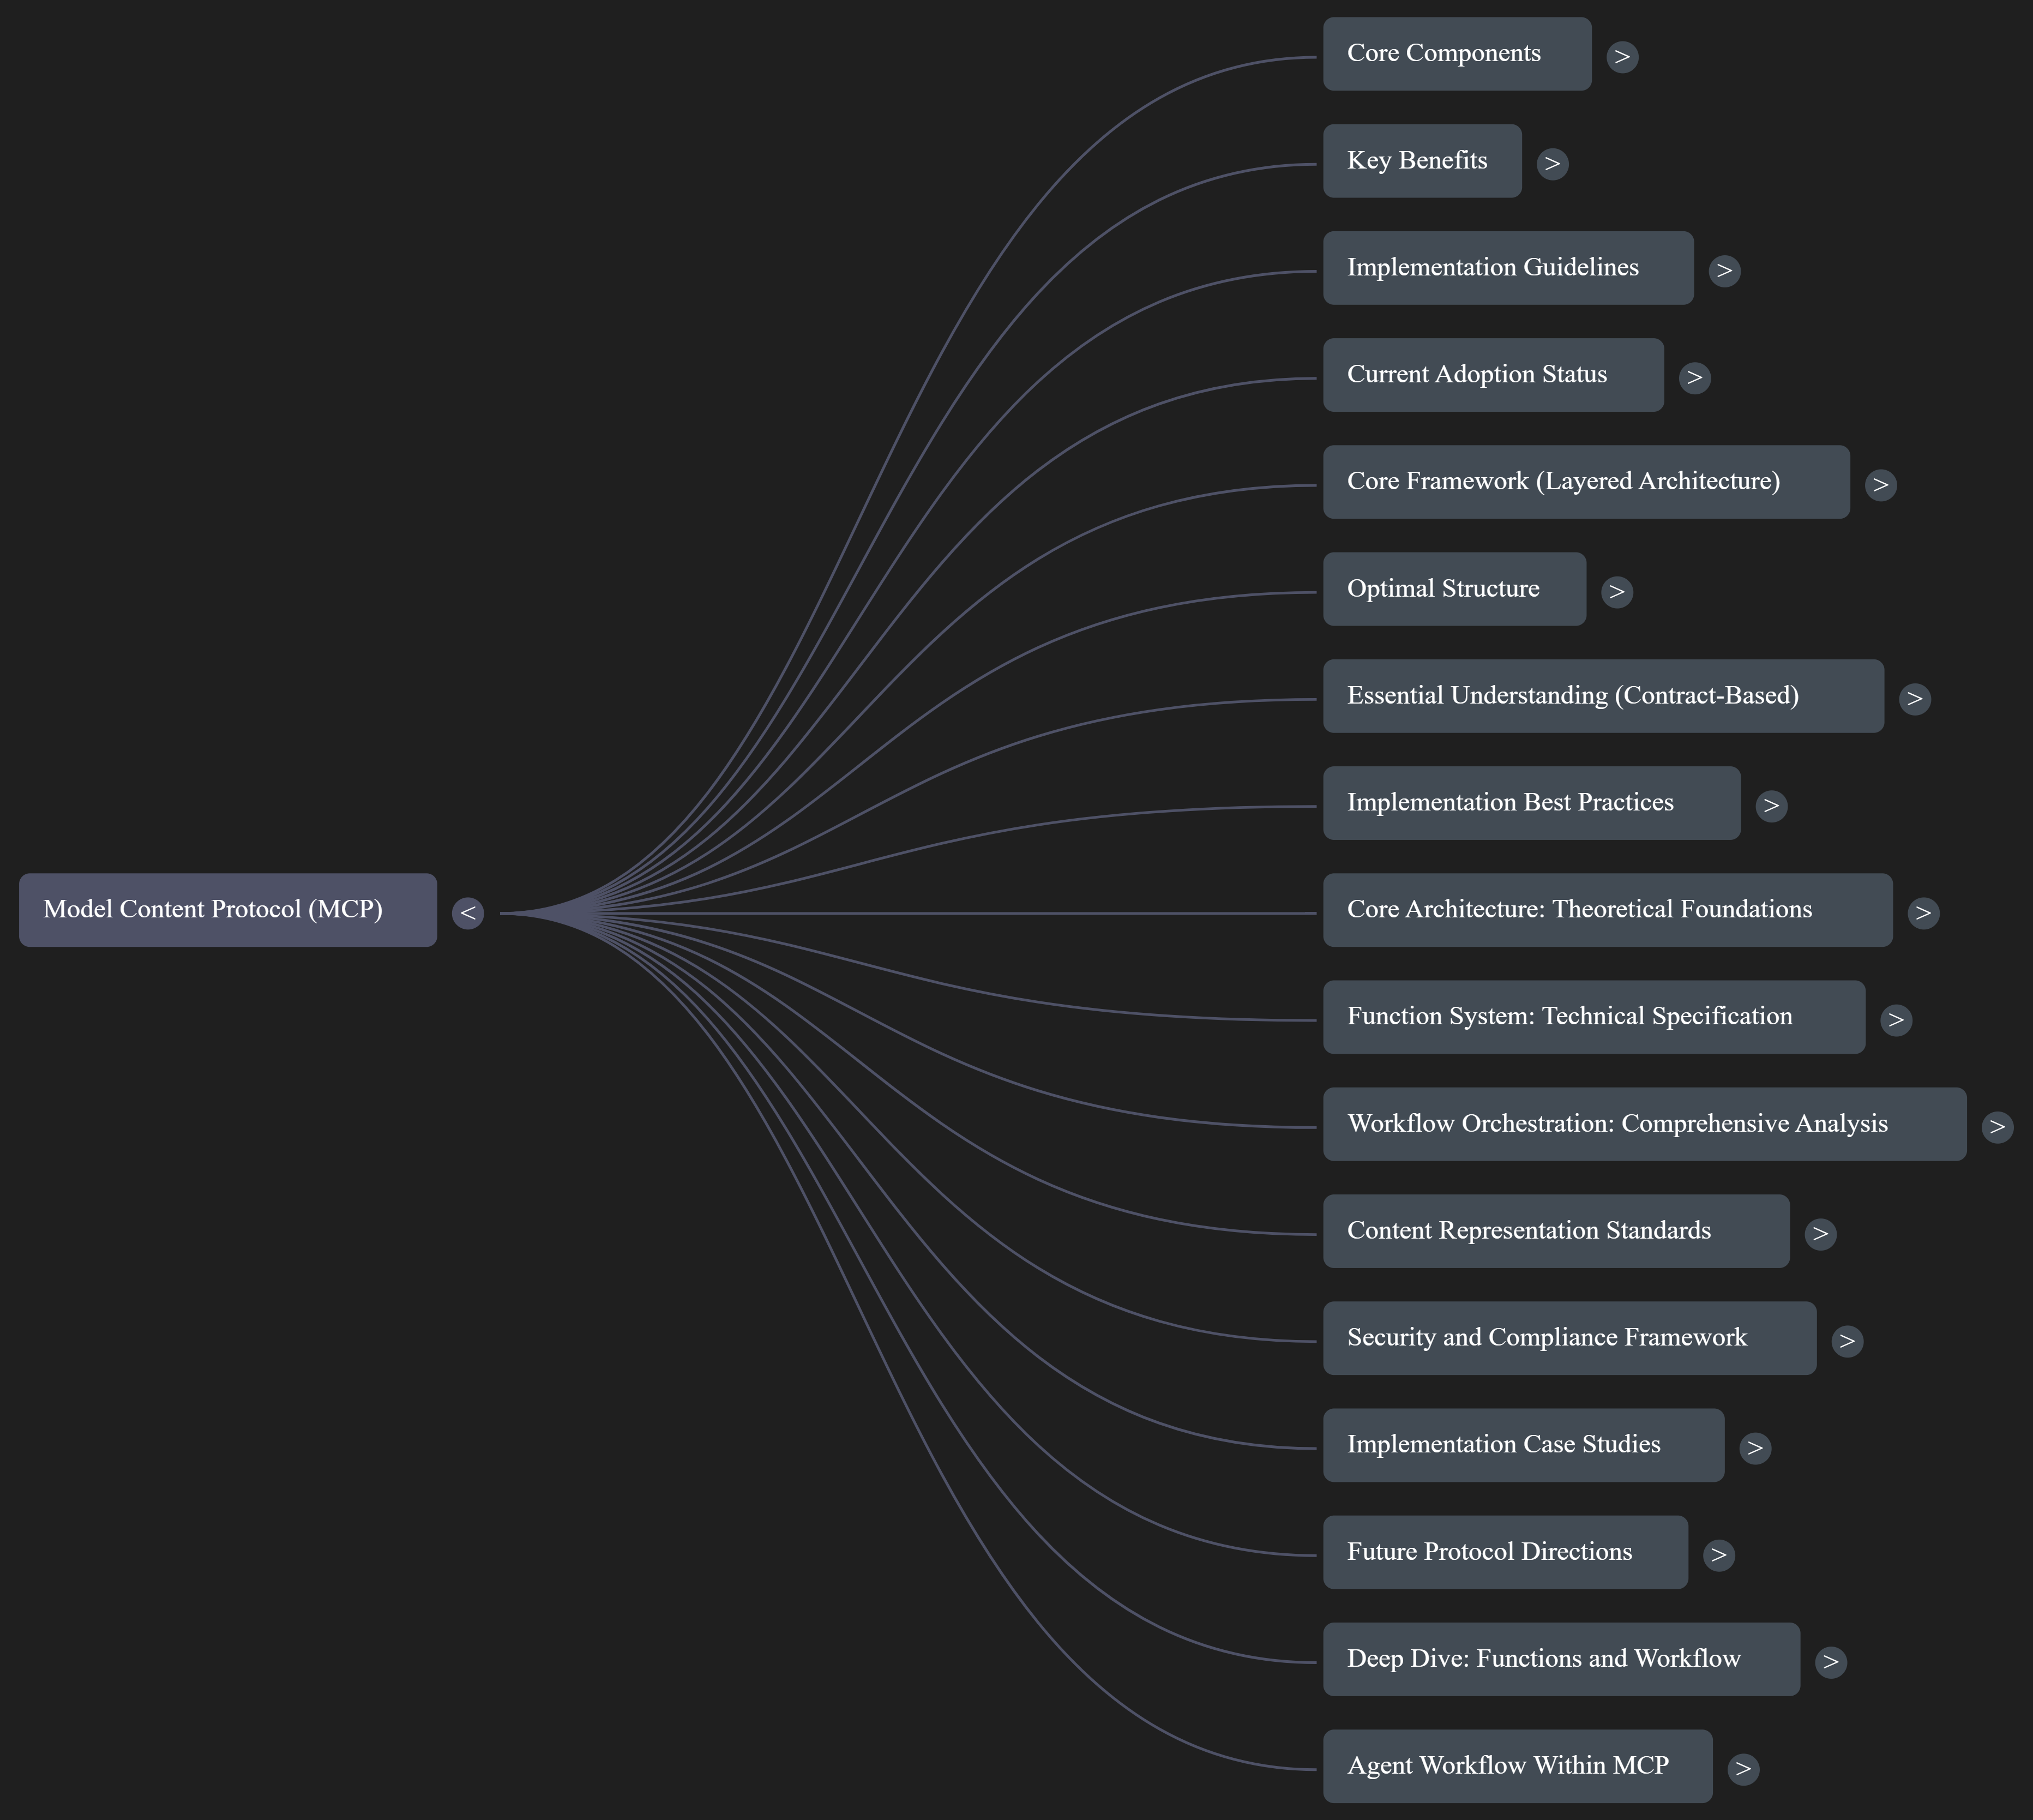 Core Components >
Key Benefits >
Implementation Guidelines >
Current Adoption Status >
Core Framework (Layered Architecture) >
Optimal Structure >
Essential Understanding (Contract-Based) >
Implementation Best Practices >
Model Content Protocol (MCP) <
Core Architecture: Theoretical Foundations >
Function System: Technical Specification >
Workflow Orchestration: Comprehensive Analysis >
Content Representation Standards >
Security and Compliance Framework >
Implementation Case Studies >
Future Protocol Directions >
Deep Dive: Functions and Workflow >
Agent Workflow Within MCP >